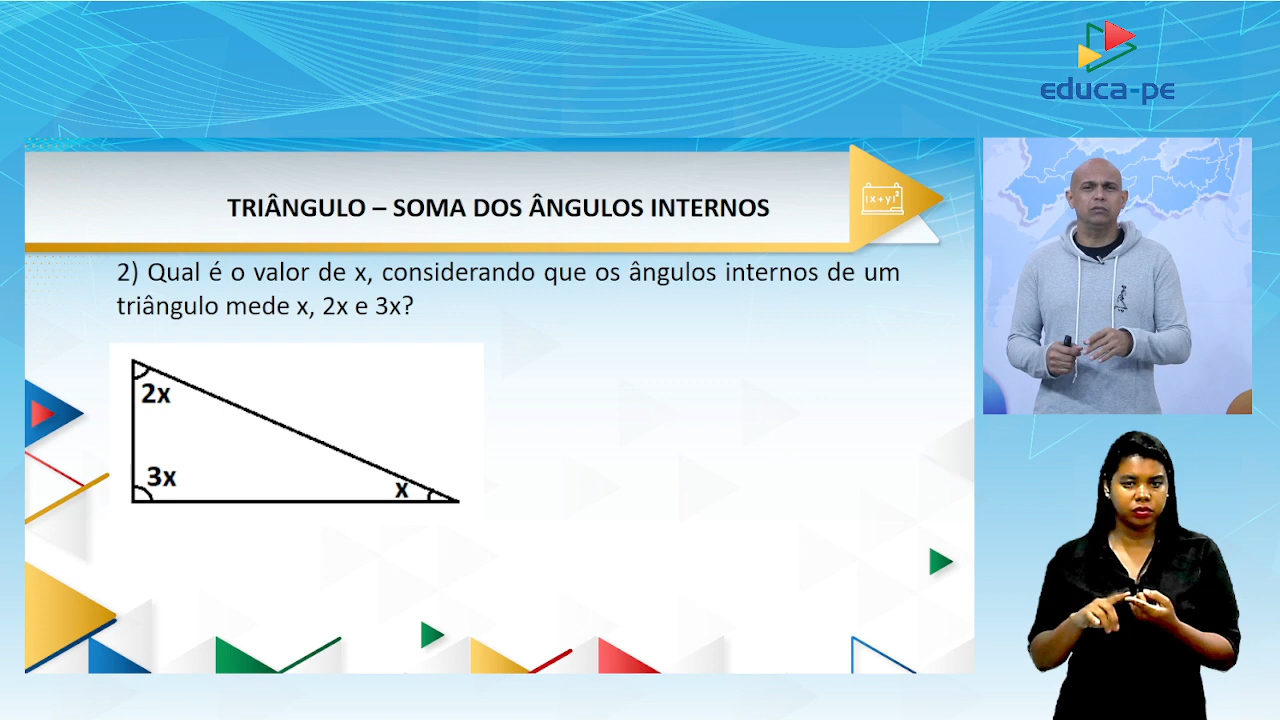 educa-pe
TRIÂNGULO – SOMA DOS ÂNGULOS INTERNOS
(x+y)²
2) Qual é o valor de x, considerando que os ângulos internos de um
triângulo mede x, 2x e 3x?
2x
3x
x